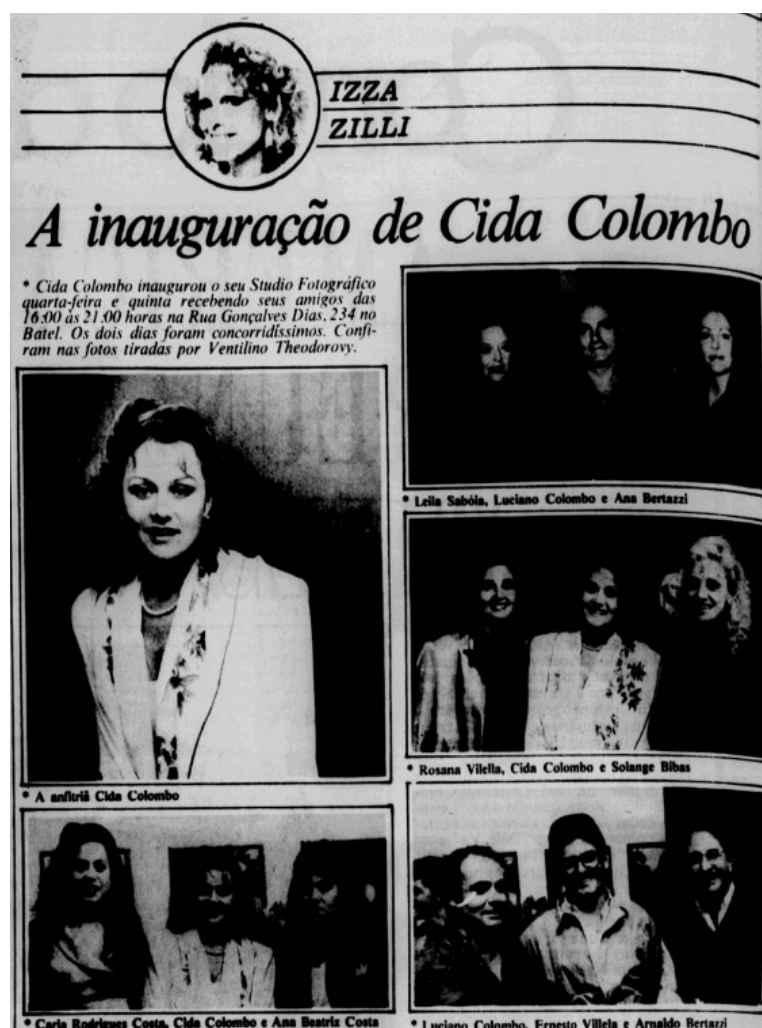 IZZA
ZILLI
A inauguração de Cida Colombo
* Cida Colombo inaugurou o seu Studio Fotográfico
quarta-feira e quinta recebendo seus amigos das
16:00 às 21:00 horas na Rua Gonçalves Dias, 234 no
Batel. Os dois dias foram concorridíssimos. Confi-
ram nas fotos tiradas por Ventilino Theodorovy.
* A anfitriã Cida Colombo
* Carla Rodrigues Costa, Cida Colombo e Ana Beatriz Costa
* Leila Sabóia, Luciano Colombo e Ana Bertazzi
* Rosana Vilella, Cida Colombo e Solange Bibas
* Luciano Colombo, Ernesto Villela e Arnaldo Bertazzi